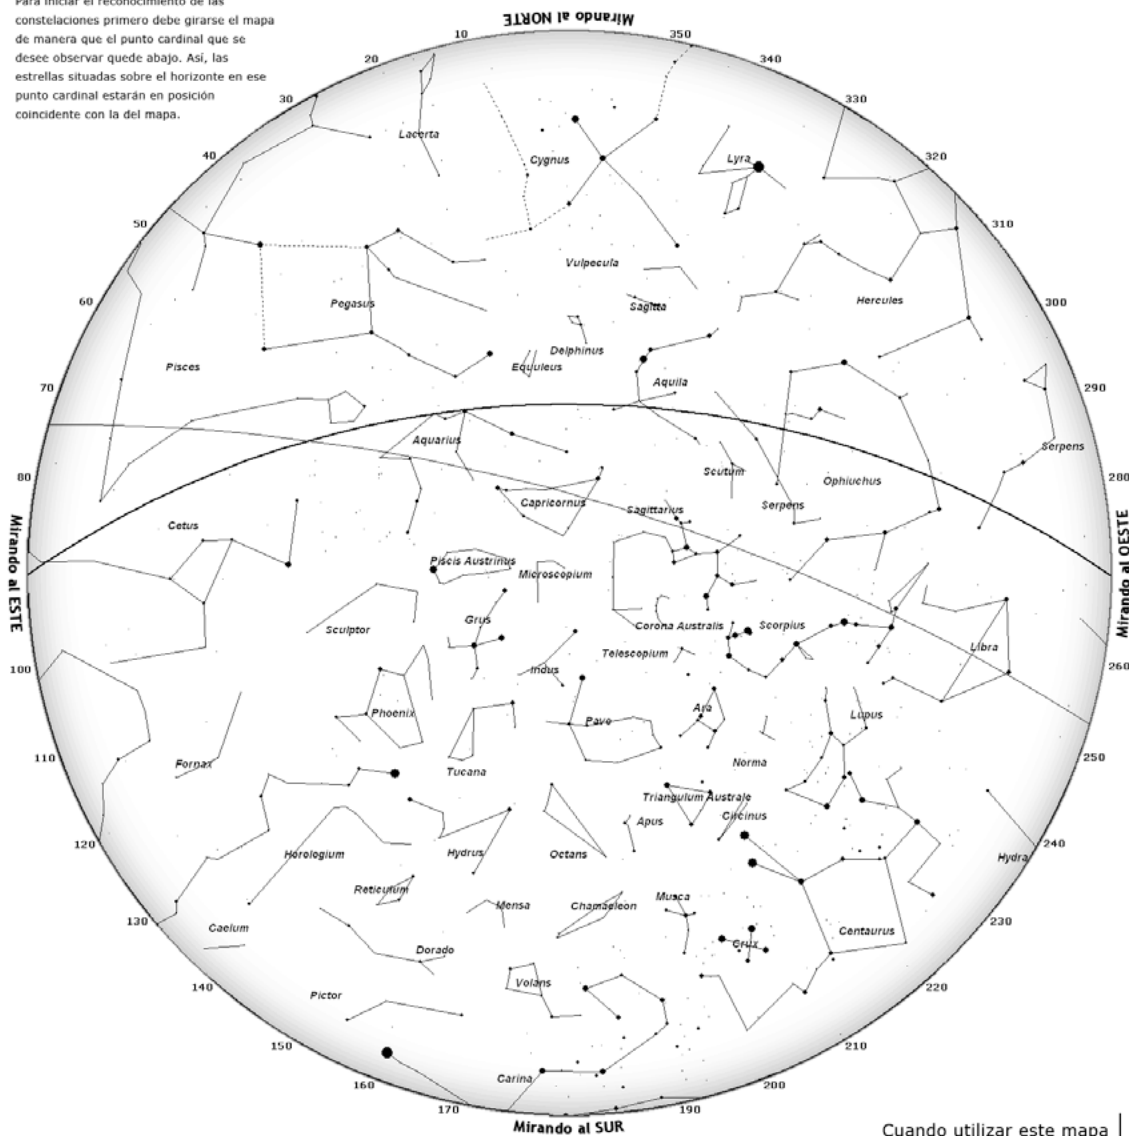 Para iniciar el reconocimiento de las
constelaciones primero debe girarse el mapa
de manera que el punto cardinal que se
desee observar quede abajo. Así, las
estrellas situadas sobre el horizonte en ese
punto cardinal estarán en posición
coincidente con la del mapa.
Mirando al NORTE
10
350
20
340
30
330
Lacerta
Cygnus
Lyra
40
320
50
310
Vulpecula
60
Pegasus
Sagitta
Hercules
300
Delphinus
Pisces
Equuleus
70
Aquila
290
Aquarius
Serpens
80
Scutum
Ophiuchus
280
Capricornus
Serpens
Sagittarius
Cetus
Mirando al ESTE
Mirando al OESTE
Piscis Austrinus
Microscopium
Grus
Sculptor
Corona Australis
Scorpius
Libra
Telescopium
100
Indus
260
Phoenix
Pavo
Ara
Lupus
110
Fornax
Tucana
Norma
250
Triangulum Australe
Circinus
Apus
120
Horologium
Hydrus
Octans
240
Hydra
Reticulum
Mensa
Chamaeleon
Musca
130
230
Caelum
Crux
Centaurus
Dorado
140
Volans
220
Pictor
150
210
160
Carina
200
170
190
Mirando al SUR
Cuando utilizar este mapa